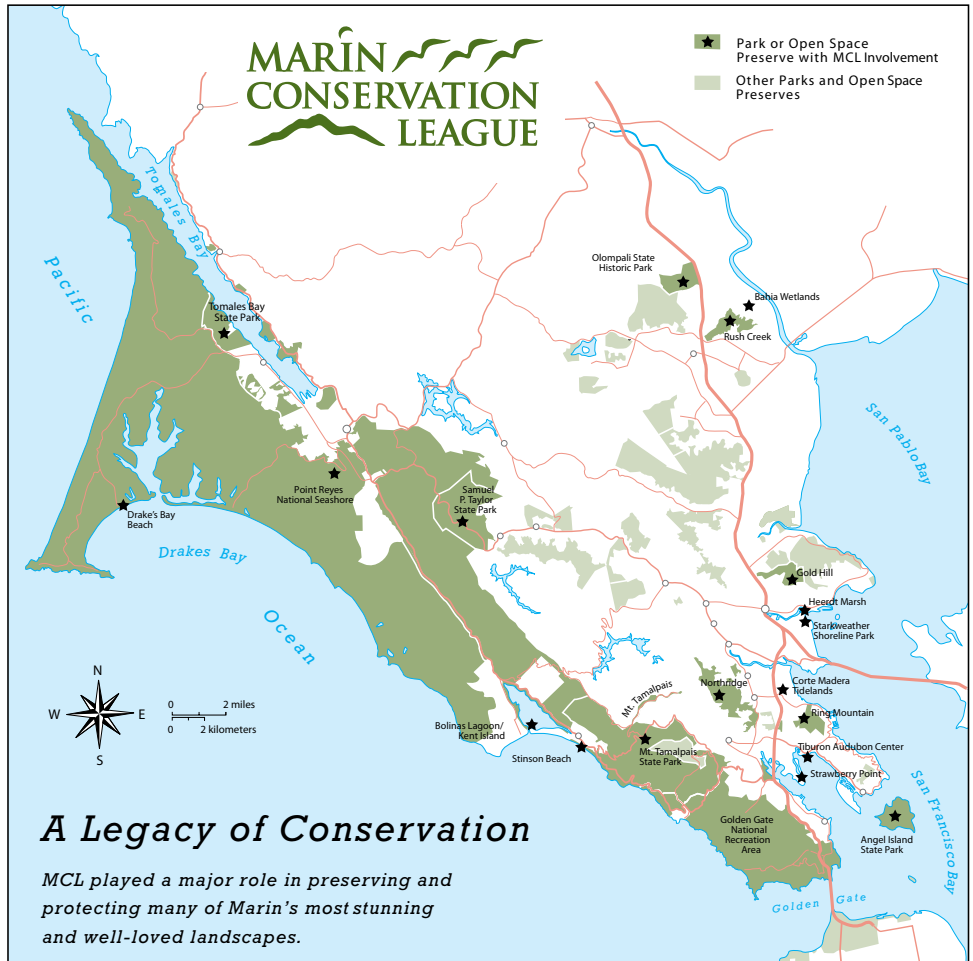 MARIN
CONSERVATION
LEAGUE
Park or Open Space
Preserve with MCL Involvement
Other Parks and Open Space
Preserves
Tomales Bay
Pacific
Olompali State
Historic Park
Bahia Wetlands
Rush Creek
Tomales Bay
State Park
San Pablo Bay
Point Reyes
National Seashore
Samuel
P. Taylor
State Park
Drake's Bay
Beach
Drakes Bay
Ocean
Gold Hill
Heerdt Marsh
Starkweather
Shoreline Park
N
W
E
S
0
2 miles
0
2 kilometers
Mt. Tamalpais
Northridge
Corte Madera
Tidelands
Ring Mountain
Bolinas Lagoon/
Kent Island
Stinson Beach
Mt. Tamalpais
State Park
Tiburon Audubon Center
Strawberry Point
San Francisco Bay
Golden Gate
National
Recreation
Area
Angel Island
State Park
Golden Gate
A Legacy of Conservation
MCL played a major role in preserving and
protecting many of Marin's most stunning
and well-loved landscapes.